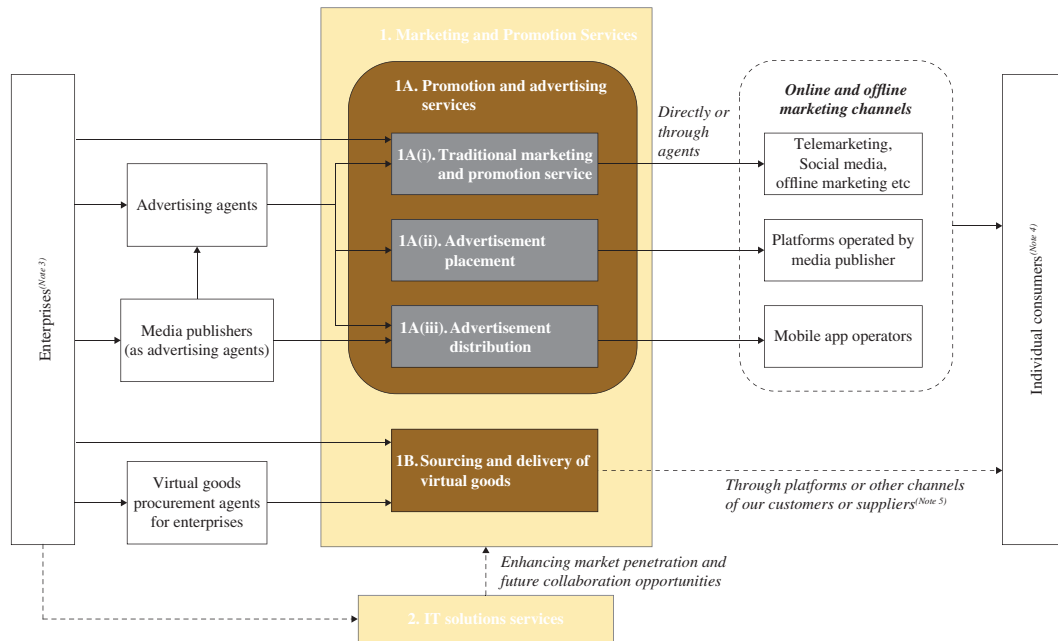 1. Marketing and Promotion Services
1A. Promotion and advertising
services
Directly or
through
agents
Online and offline
marketing channels
1A(i). Traditional marketing
and promotion service
Telemarketing,
Social media,
offline marketing etc
Advertising agents
1A(ii). Advertisement
placement
Platforms operated by
media publisher
Enterprises(Note 3)
Individual consumers(Note 4)
Media publishers
(as advertising agents)
1A(iii). Advertisement
distribution
Mobile app operators
1B. Sourcing and delivery of
virtual goods
Virtual goods
procurement agents
for enterprises
Through platforms or other channels
of our customers or suppliers(Note 5)
Enhancing market penetration and
future collaboration opportunities
2. IT solutions services